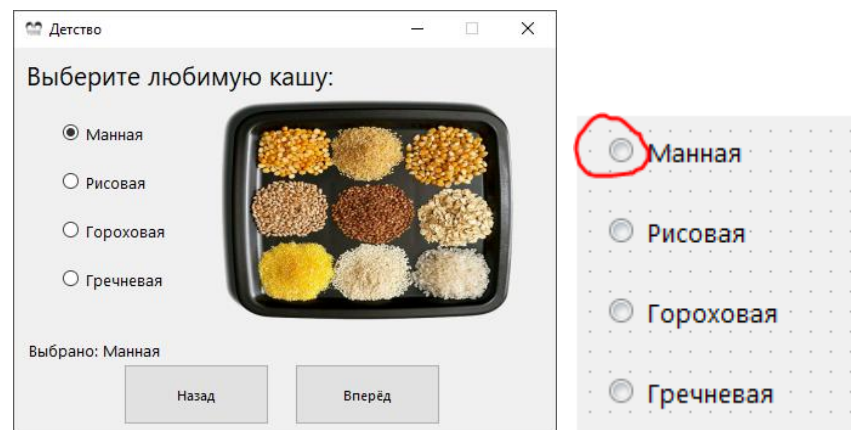 Детство
Выберите любимую кашу:
Манная
Рисовая
Гороховая
Гречневая
Выбрано: Манная
Назад
Вперёд
Манная
Рисовая
Гороховая
Гречневая